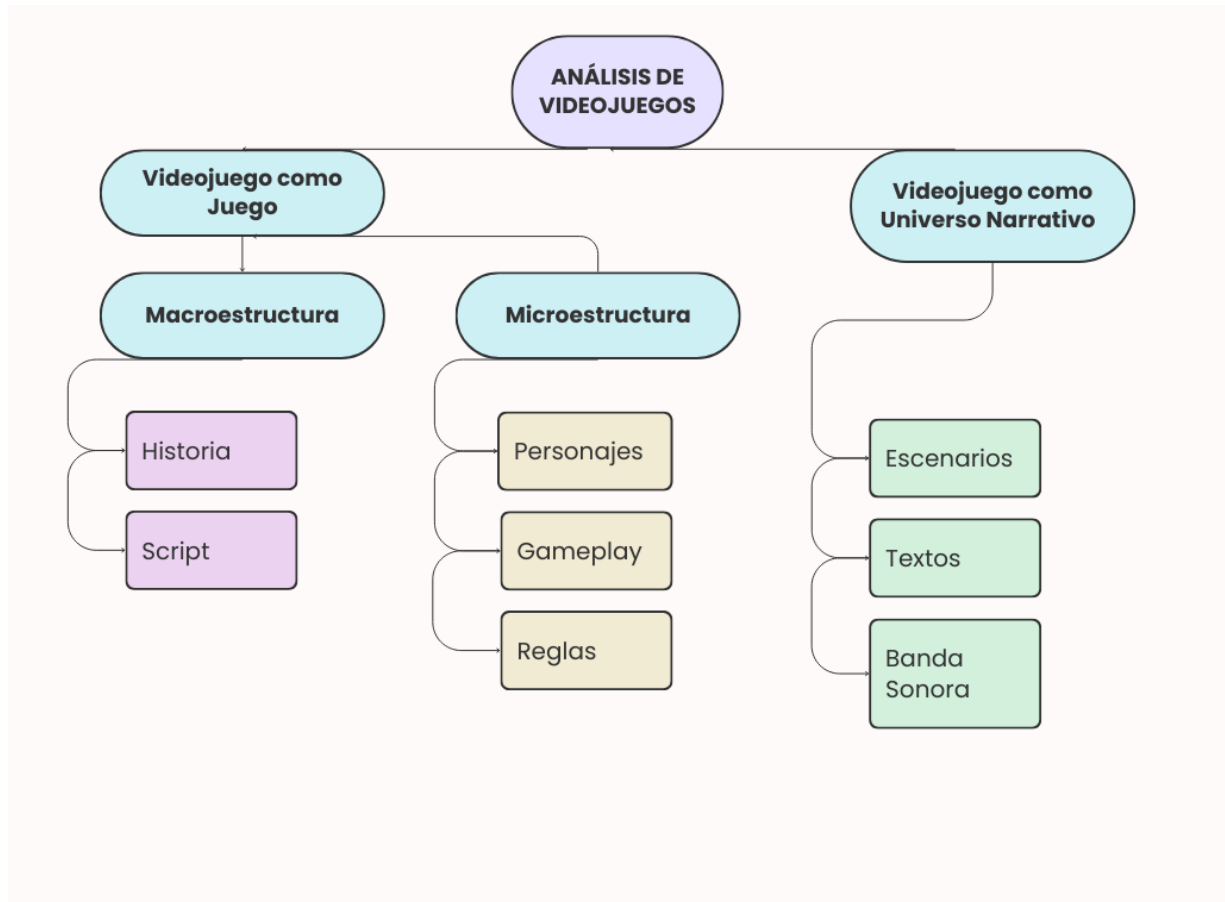 ANÁLISIS DE
VIDEOJUEGOS
Videojuego como
Juego
Videojuego como
Universo Narrativo
Macroestructura
Microestructura
Historia
Script
Personajes
Gameplay
Reglas
Escenarios
Textos
Banda
Sonora